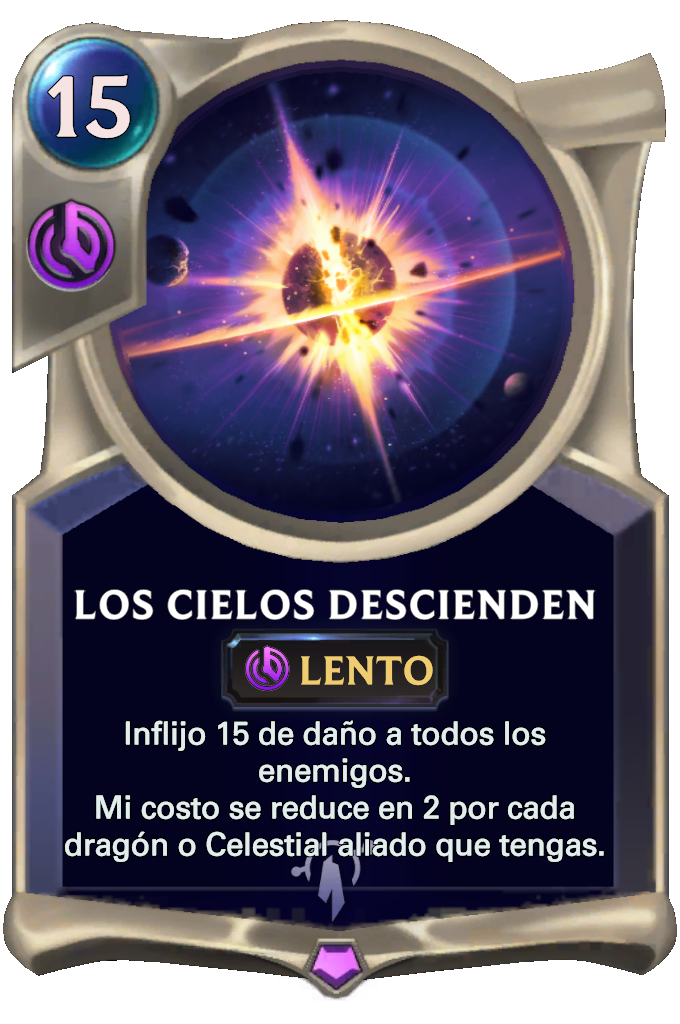 15
LOS CIELOS DESCIENDEN
LENTO
Inflijo 15 de daño a todos los
enemigos.
Mi costo se reduce en 2 por cada
dragón o Celestial aliado que tengas.